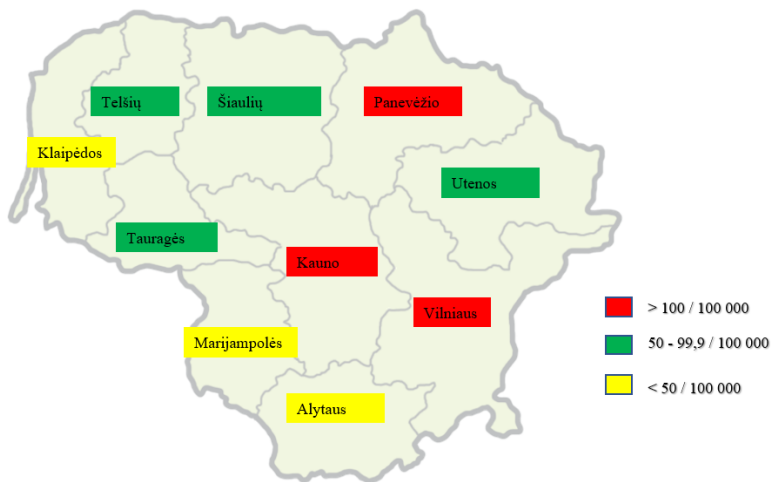 Telšių
Šiaulių
Panevėžio
Klaipėdos
Utenos
Tauragės
Kauno
Vilniaus
Marijampolės
Alytaus
> 100 / 100 000
50 - 99,9 / 100 000
< 50 / 100 000